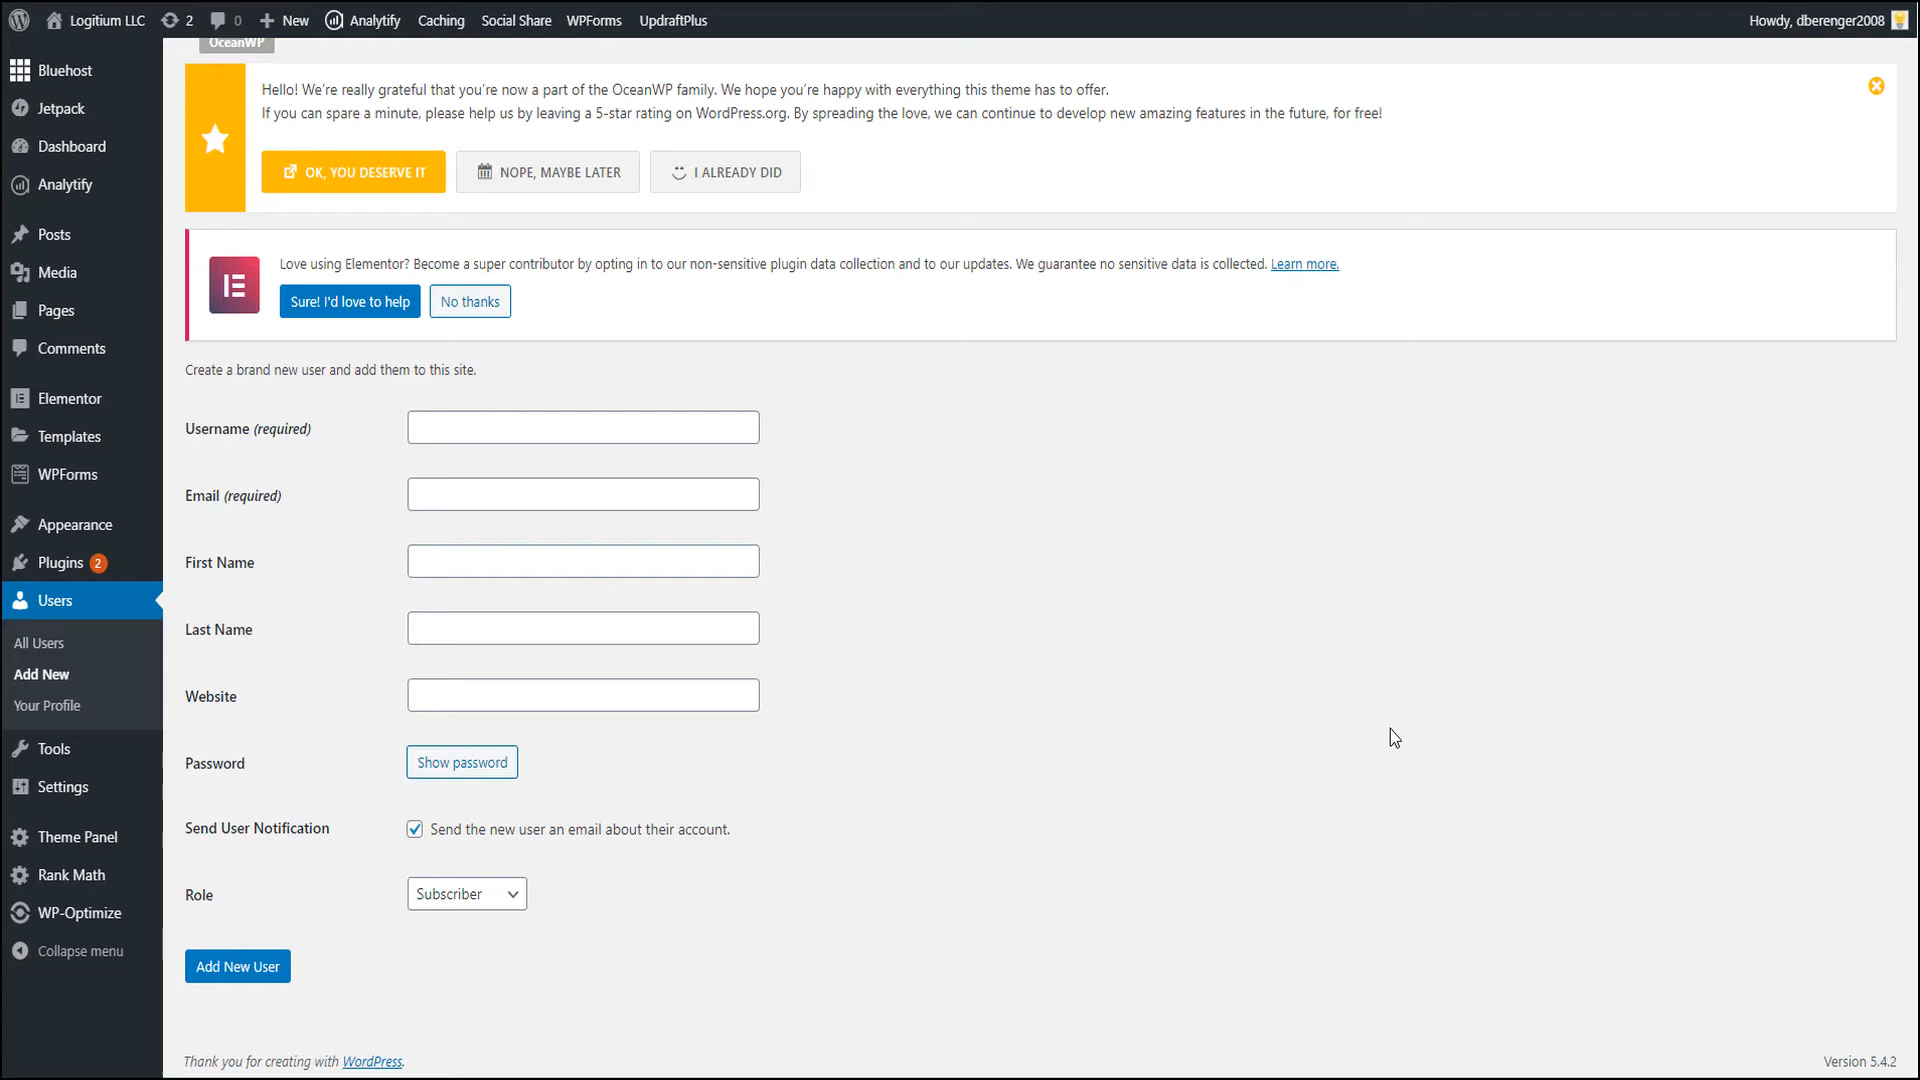 Logitium LLC 2 0 New Analytify Caching Social Share WPForms UpdraftPlus Howdy, dberenger2008
Bluehost
Jetpack
Dashboard
Analytify
Posts
Media
Pages
Comments
Elementor
Templates
WPForms
Appearance
Plugins 2
Users
All Users
Add New
Your Profile
Tools
Settings
Theme Panel
Rank Math
WP-Optimize
Collapse menu
OceanWP
Hello! We're really grateful that you're now a part of the OceanWP family. We hope you're happy with everything this theme has to offer.
If you can spare a minute, please help us by leaving a 5-star rating on WordPress.org. By spreading the love, we can continue to develop new amazing features in the future, for free!
OK, YOU DESERVE IT NOPE, MAYBE LATER I ALREADY DID
Love using Elementor? Become a super contributor by opting in to our non-sensitive plugin data collection and to our updates. We guarantee no sensitive data is collected. Learn more.
Sure! I'd love to help No thanks
Create a brand new user and add them to this site.
Username (required)
Email (required)
First Name
Last Name
Website
Password Show password
Send User Notification Send the new user an email about their account.
Role Subscriber
Add New User
Thank you for creating with WordPress. Version 5.4.2